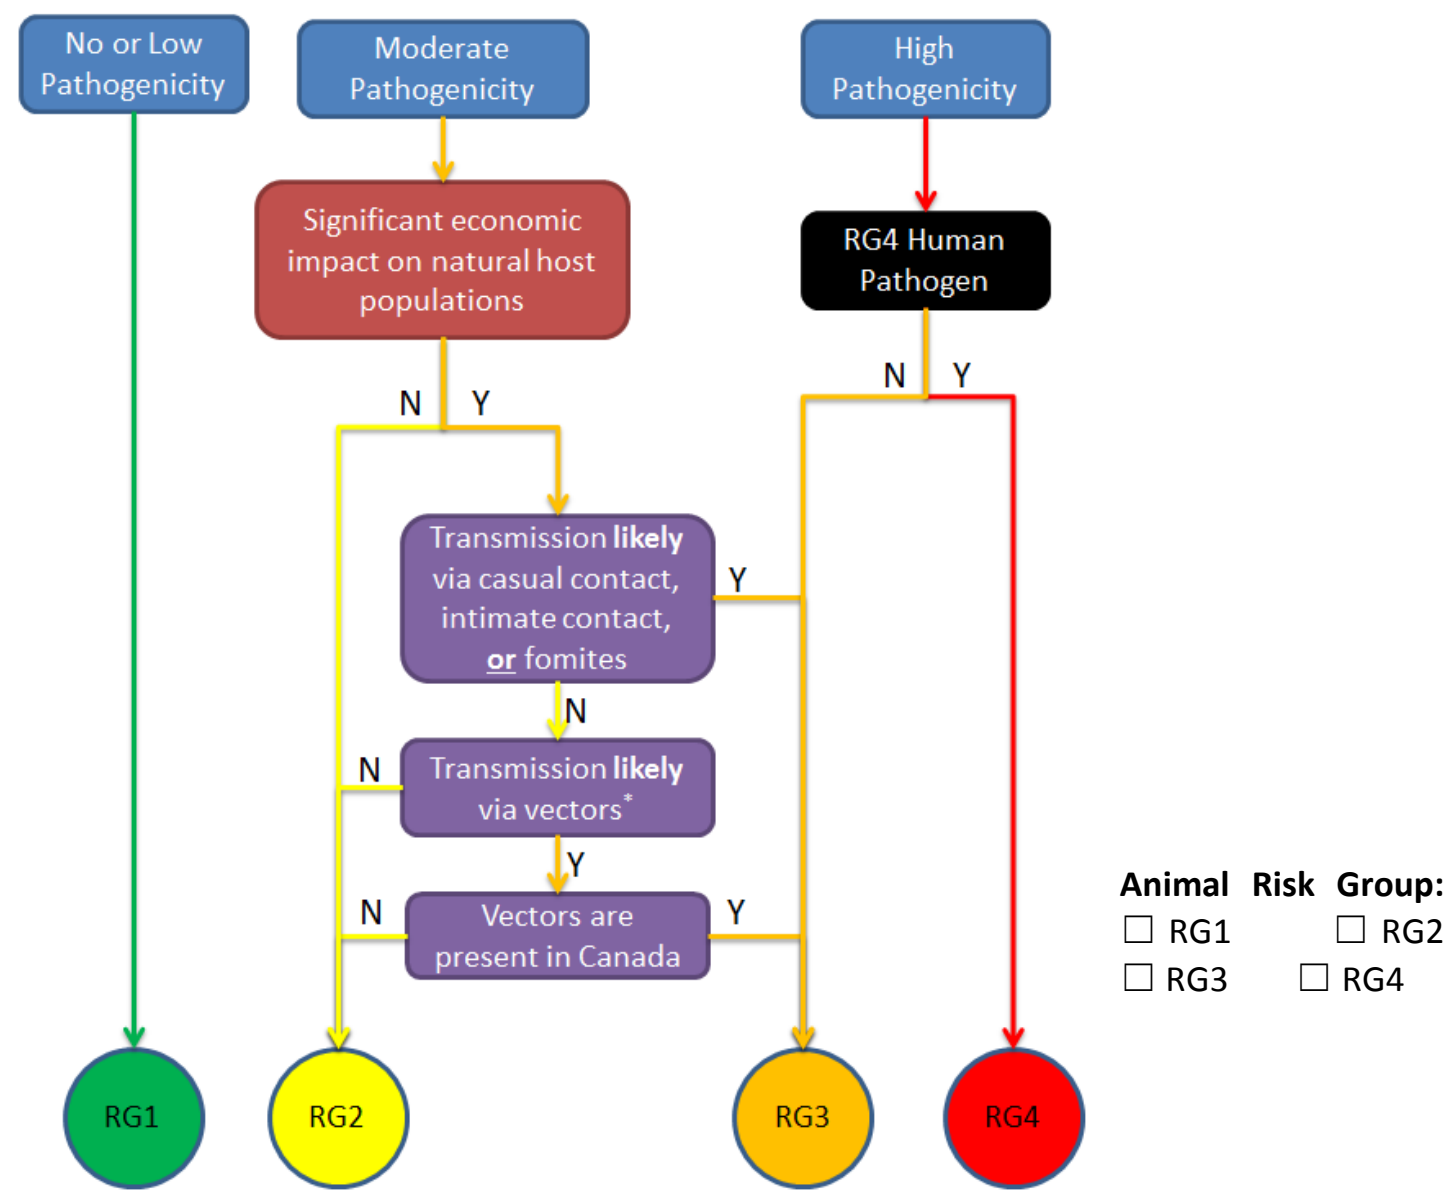 No or Low
Pathogenicity
Moderate
Pathogenicity
High
Pathogenicity
Significant economic
impact on natural host
populations
RG4 Human
Pathogen
N Y
N Y
Transmission likely
via casual contact,
intimate contact,
or fomites
Y
N
Transmission likely
via vectors*
N
Y
Vectors are
present in Canada
N
Y
Animal Risk Group:
☐ RG1 ☐ RG2
☐ RG3 ☐ RG4
RG1
RG2
RG3
RG4